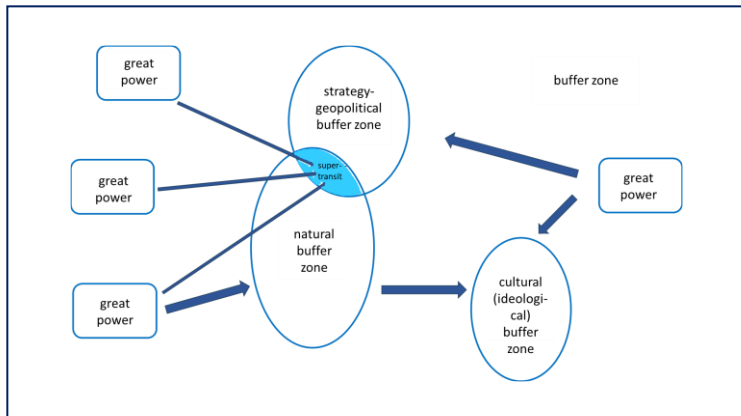 great
power
strategy-
geopolitical
buffer zone
buffer zone
super-
transit
great
power
great
power
natural
buffer
zone
great
power
cultural
(ideologi-
cal)
buffer
zone